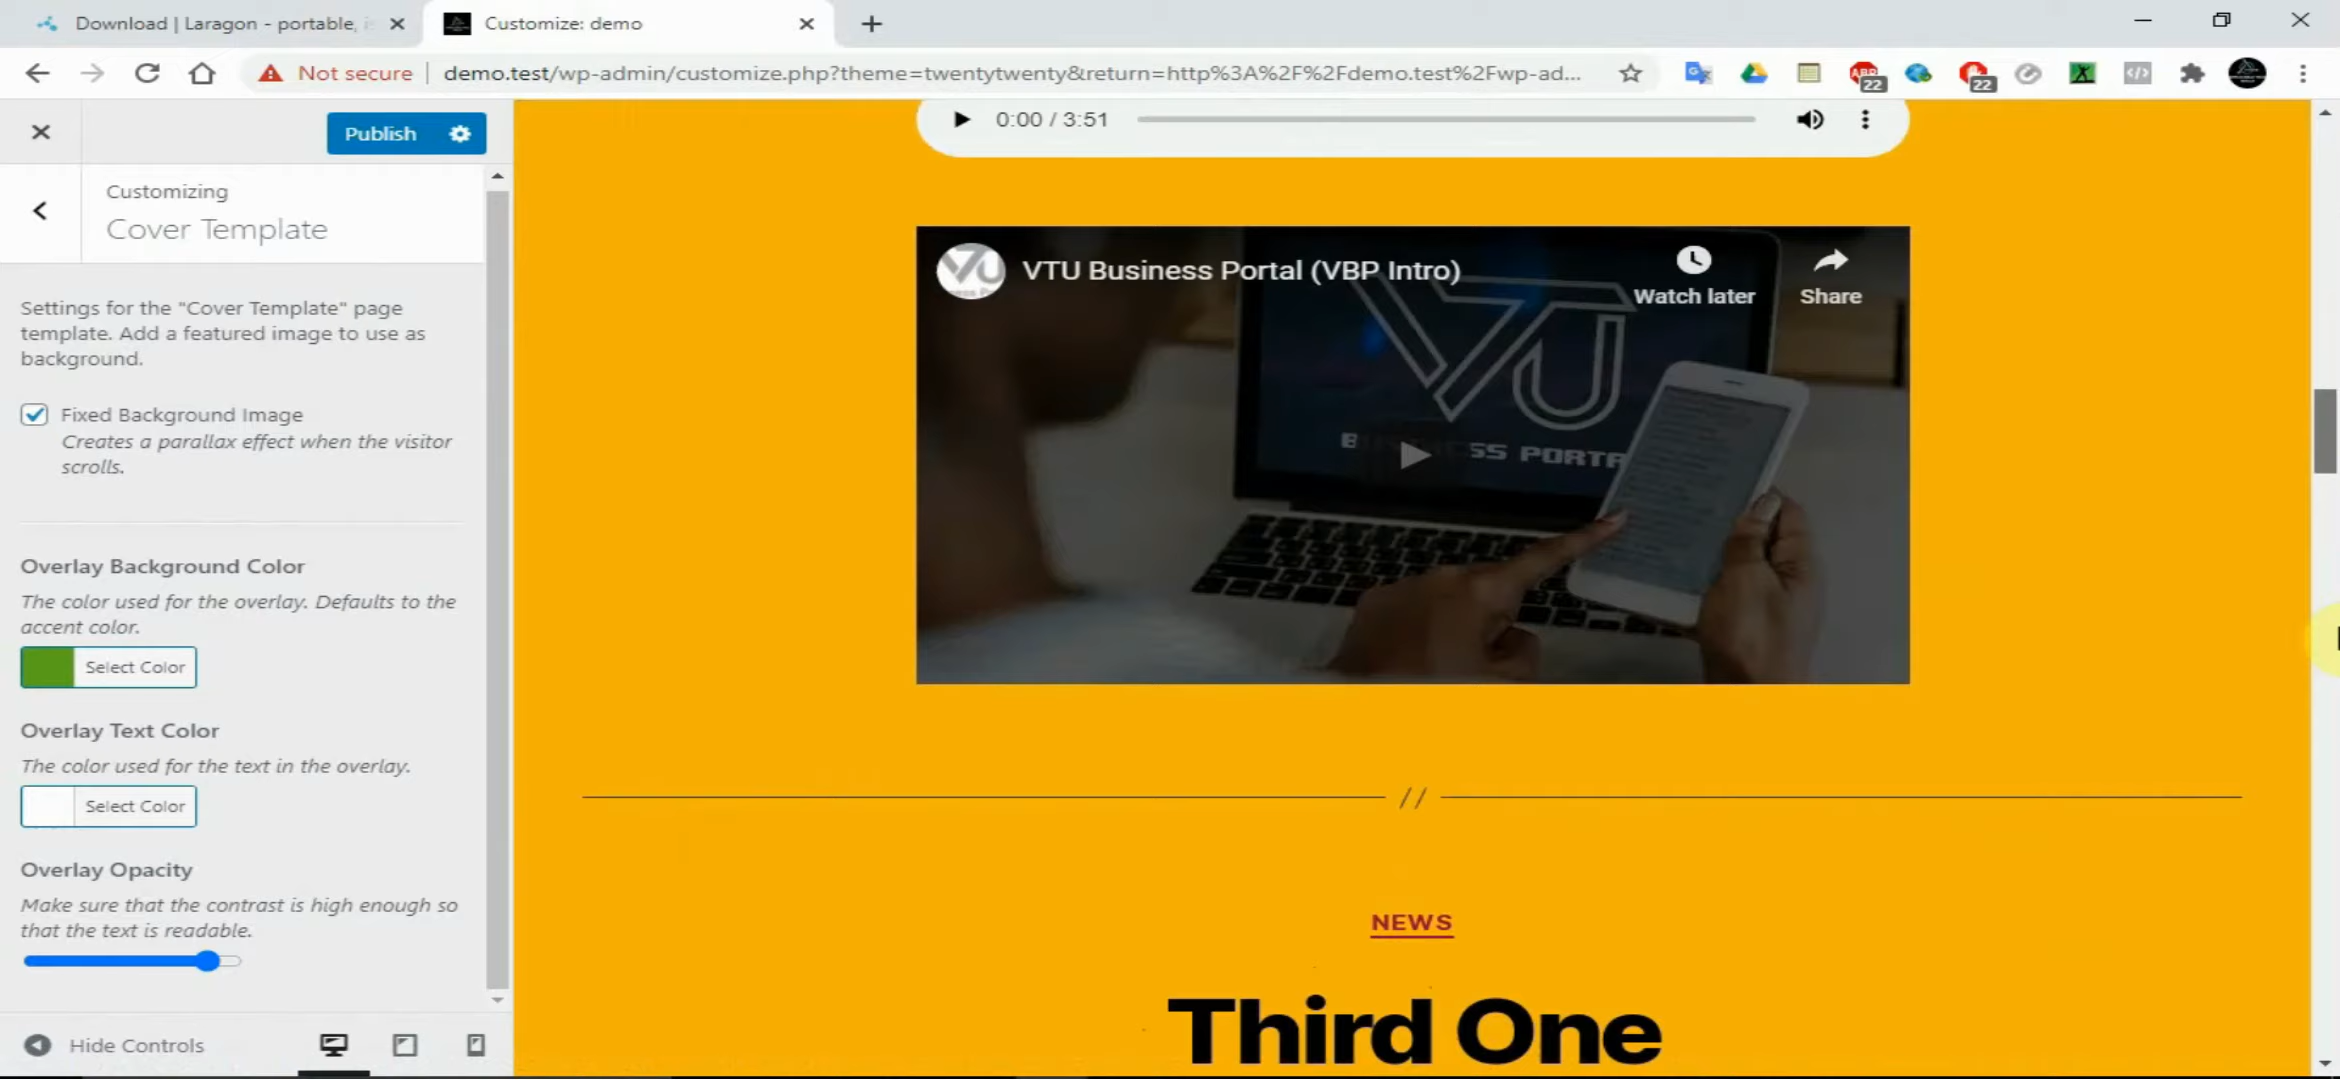 Download | Laragon - portable, is
Customize: demo
Not secure
demo.test/wp-admin/customize.php?theme=twentytwenty&return=http%3A%2F%2Fdemo.test%2Fwp-ad...
ABP
22
22
Publish
Customizing
Cover Template
Settings for the "Cover Template" page
template. Add a featured image to use as
background.
Fixed Background Image
Creates a parallax effect when the visitor
scrolls.
Overlay Background Color
The color used for the overlay. Defaults to the
accent color.
Select Color
Overlay Text Color
The color used for the text in the overlay.
Select Color
Overlay Opacity
Make sure that the contrast is high enough so
that the text is readable.
Hide Controls
0:00 / 3:51
VTU Business Portal (VBP Intro)
Watch later
Share
VU
//
NEWS
Third One